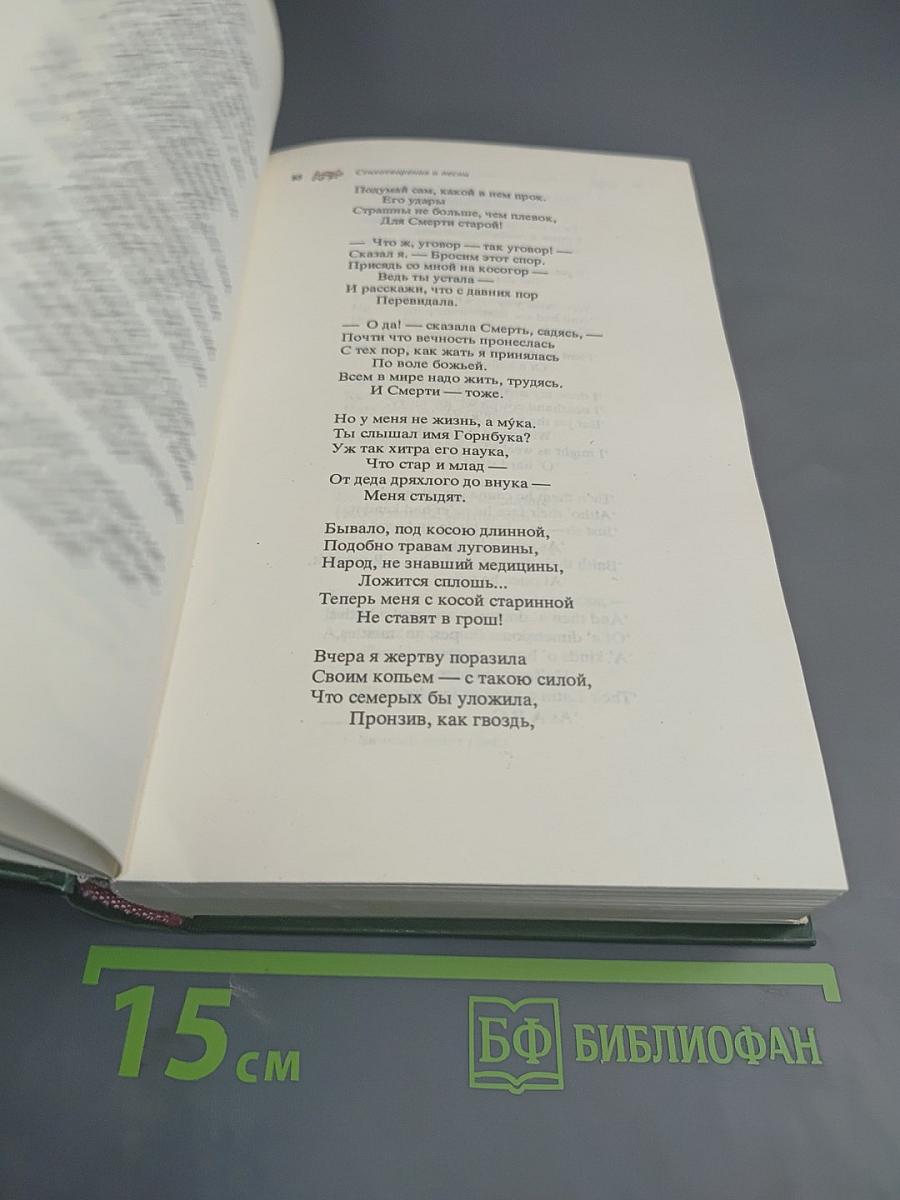 Стихотворения и песни
Подумай сам, какой в нем прок.
Его удары
Страшны не больше, чем плевок,
Для Смерти старой!
— Что ж, уговор — так уговор! —
Сказал я. — Бросим этот спор.
Присядь со мной на косогор —
Ведь ты устала —
И расскажи, что с давних пор
Перевидала.
— О да! — сказала Смерть, садясь, —
Почти что вечность пронеслась
С тех пор, как жать я принялась
По воле божьей.
Всем в мире надо жить, трудясь.
И Смерти — тоже.
Но у меня не жизнь, а му́ка.
Ты слышал имя Горнбука?
Уж так хитра его наука,
Что стар и млад —
От деда дряхлого до внука —
Меня стыдят.
Бывало, под косою длинной,
Подобно травам луговины,
Народ, не знавший медицины,
Ложится сплошь...
Теперь меня с косой старинной
Не ставят в грош!
Вчера я жертву поразила
Своим копьем — с такою силой,
Что семерых бы уложила,
Пронзив, как гвоздь,
15 см
БФ БИБЛИОФАН